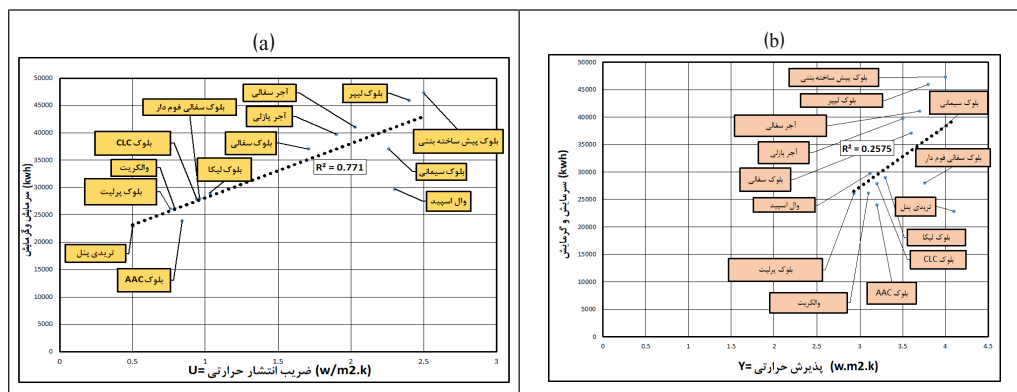 (a)
50000
45000
40000
35000
30000
25000
20000
15000
10000
5000
0
سرمایش و گرمایش (kwh)
بلوک سفالی فوم دار
آجر سفالی
بلوک لیپر
آجر پازلی
بلوک CLC
بلوک سفالی
بلوک پیش ساخته بتنی
والکریت
بلوک لیکا
R² = 0.771
بلوک سیمانی
بلوک پرلیت
وال اسپید
تریدی پنل
بلوک AAC
0 0.5 1 1.5 2 2.5 3
ضریب انتشار حرارتی =U (w/m2.k)
(b)
50000
45000
40000
35000
30000
25000
20000
15000
10000
5000
0
سرمایش و گرمایش (kwh)
بلوک پیش ساخته بتنی
بلوک لیپر
بلوک سیمانی
آجر سفالی
آجر پازلی
R² = 0.2575
بلوک سفالی فوم دار
بلوک سفالی
وال اسپید
تریدی پنل
بلوک لیکا
بلوک CLC
بلوک پرلیت
بلوک AAC
والکریت
0 0.5 1 1.5 2 2.5 3 3.5 4 4.5
پذیرش حرارتی =Y (w.m2.k)